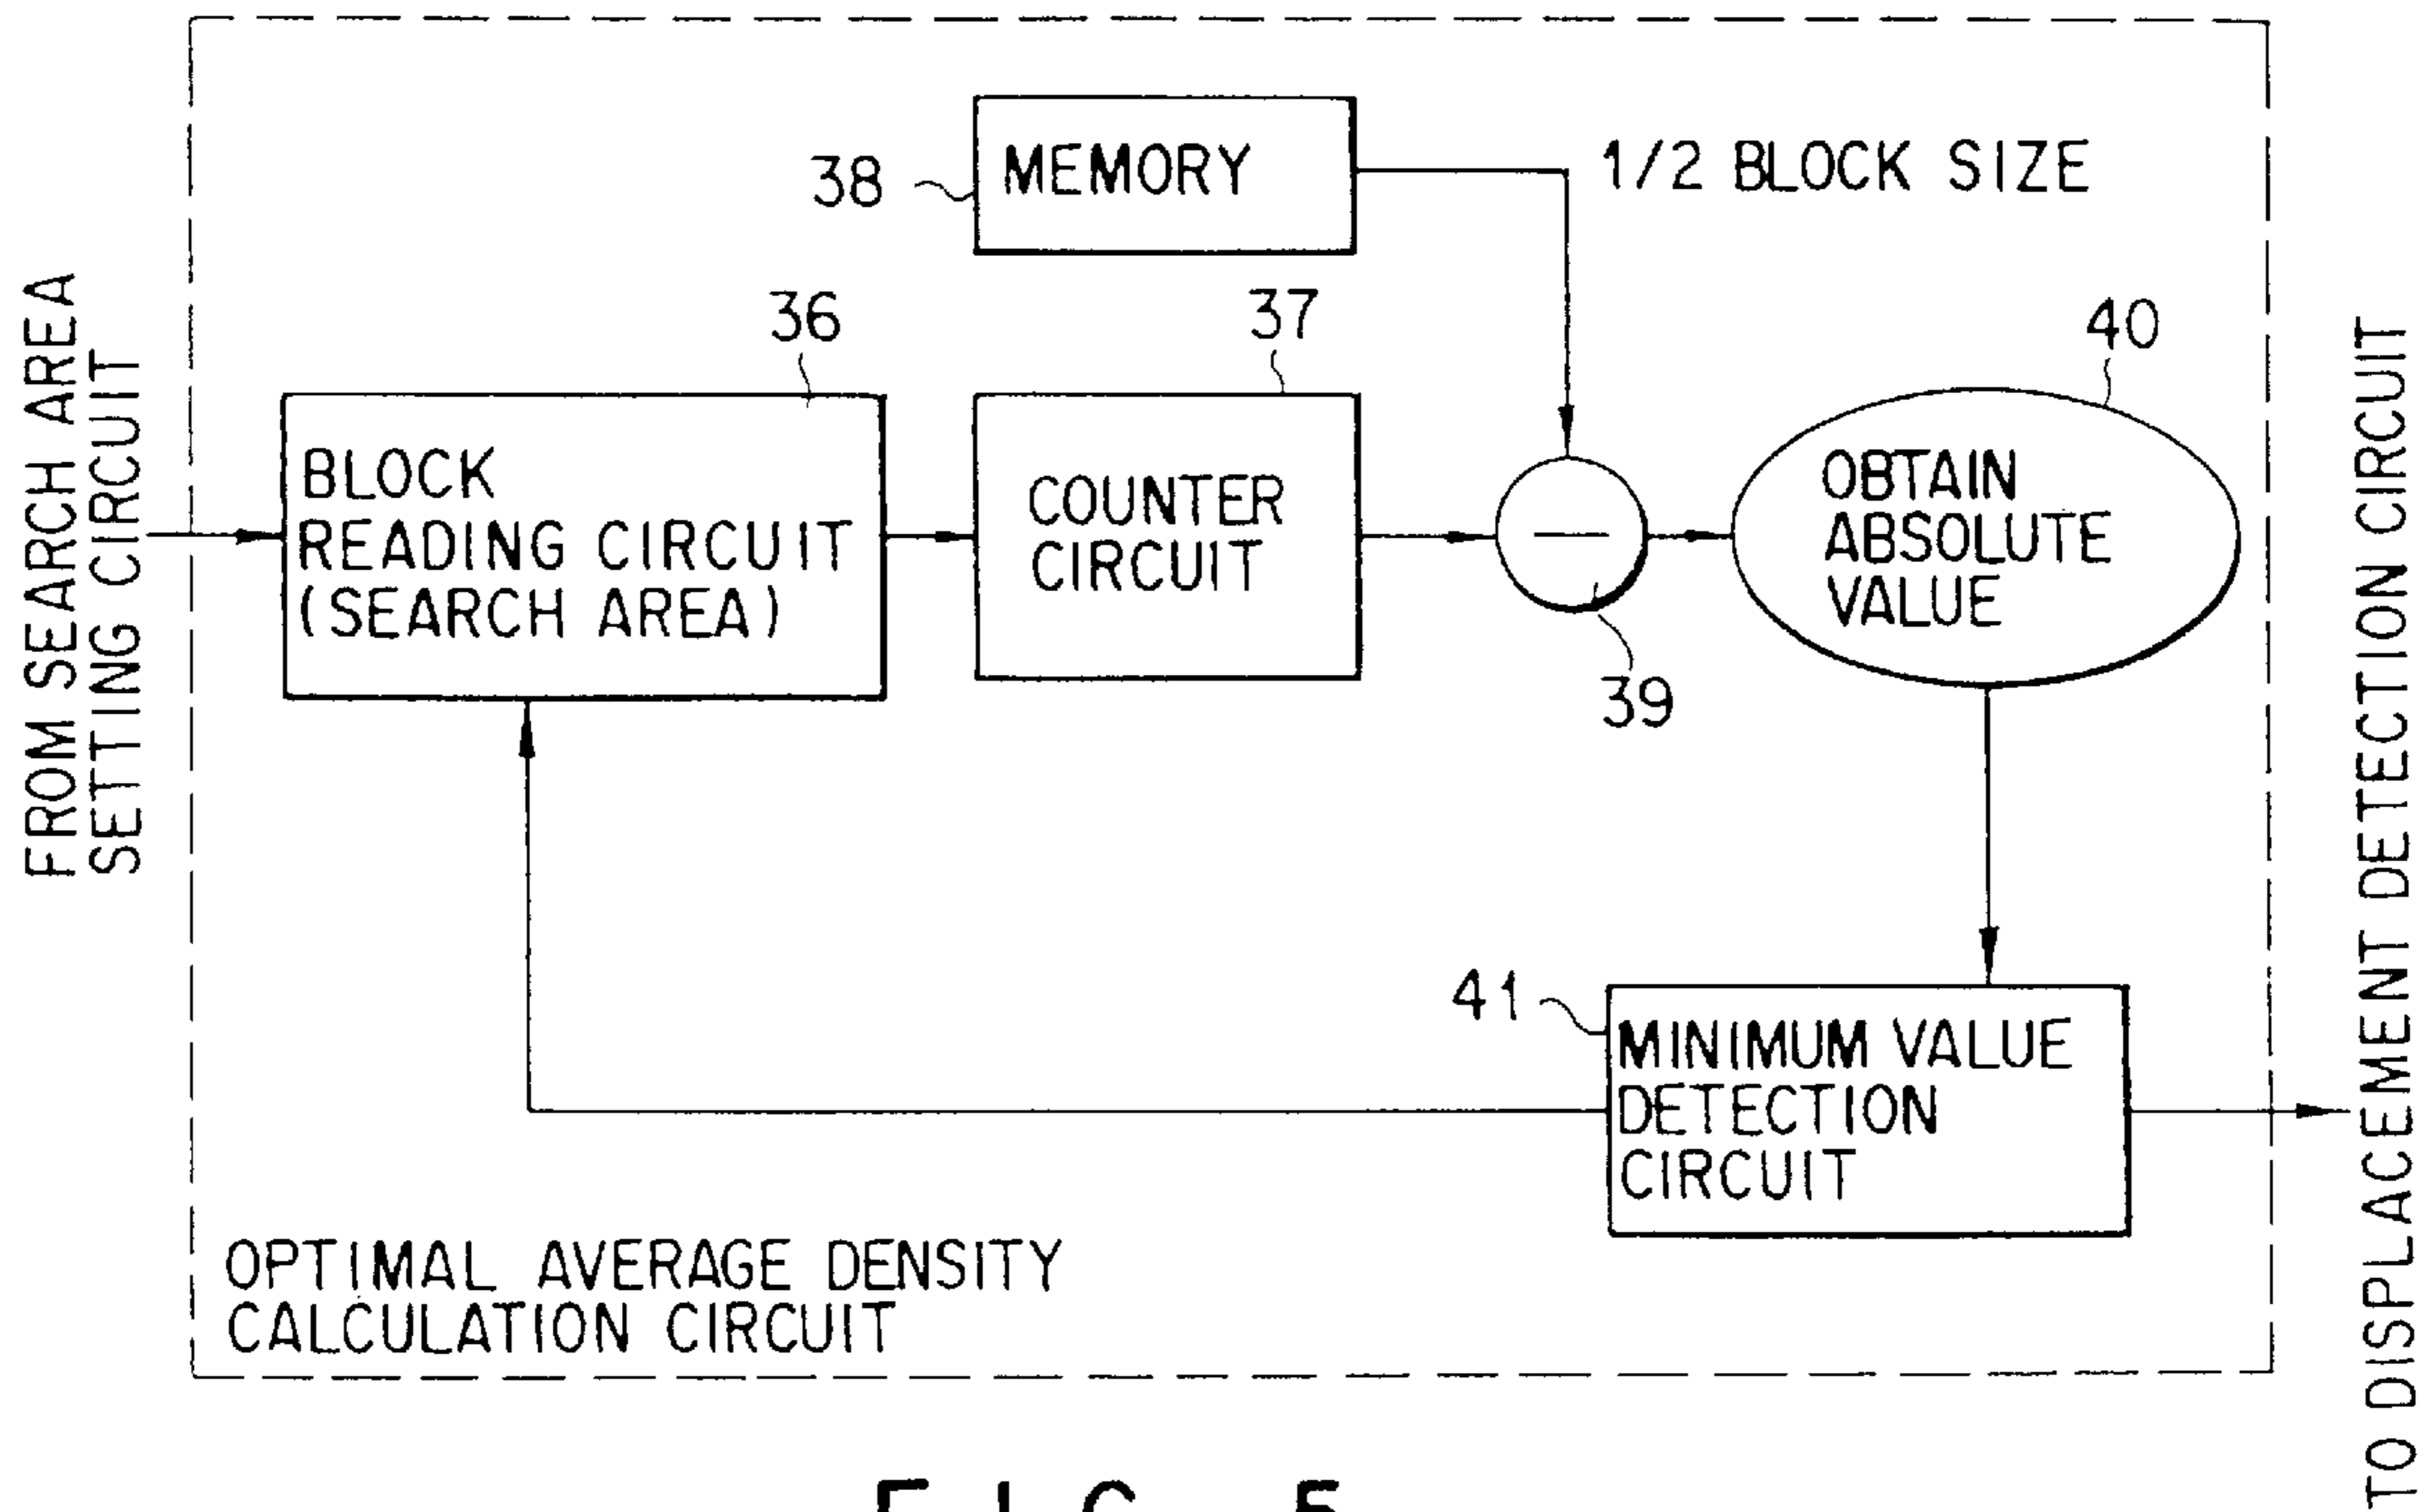 MEMORY
38
1/2 BLOCK SIZE
36
37
40
FROM SEARCH AREA
SETTING CIRCUIT
BLOCK
READING CIRCUIT
(SEARCH AREA)
COUNTER
CIRCUIT
—
39
OBTAIN
ABSOLUTE
VALUE
41
MINIMUM VALUE
DETECTION
CIRCUIT
TO DISPLACEMENT DETECTION CIRCUIT
OPTIMAL AVERAGE DENSITY
CALCULATION CIRCUIT